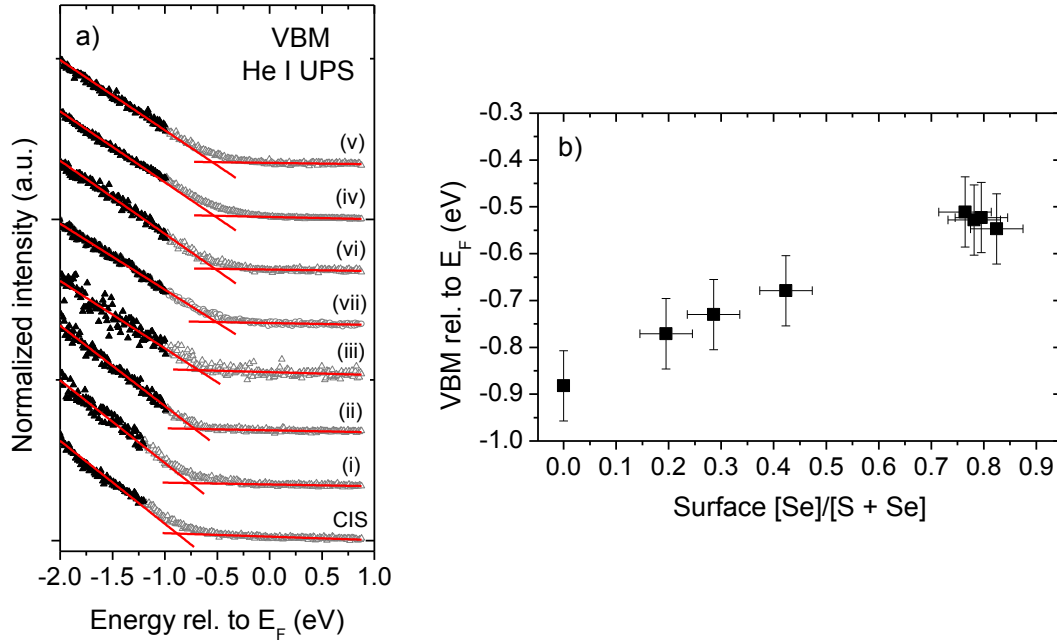 a)
VBM
He I UPS
(v)
(iv)
(vi)
(vii)
(iii)
(ii)
(i)
CIS
Normalized intensity (a.u.)
-2.0 -1.5 -1.0 -0.5 0.0 0.5 1.0
Energy rel. to E_F (eV)
b)
-0.3
-0.4
-0.5
-0.6
-0.7
-0.8
-0.9
-1.0
VBM rel. to E_F (eV)
0.0 0.1 0.2 0.3 0.4 0.5 0.6 0.7 0.8 0.9
Surface [Se]/[S + Se]